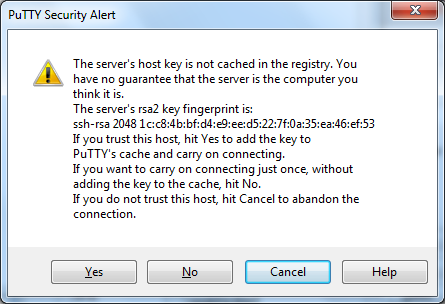 PuTTY Security Alert
The server's host key is not cached in the registry. You
have no guarantee that the server is the computer you
think it is.
The server's rsa2 key fingerprint is:
ssh-rsa 2048 1c:c8:4b:bf:d4:e9:ee:d5:22:7f:0a:35:ea:46:ef:53
If you trust this host, hit Yes to add the key to
PuTTY's cache and carry on connecting.
If you want to carry on connecting just once, without
adding the key to the cache, hit No.
If you do not trust this host, hit Cancel to abandon the
connection.
Yes No Cancel Help